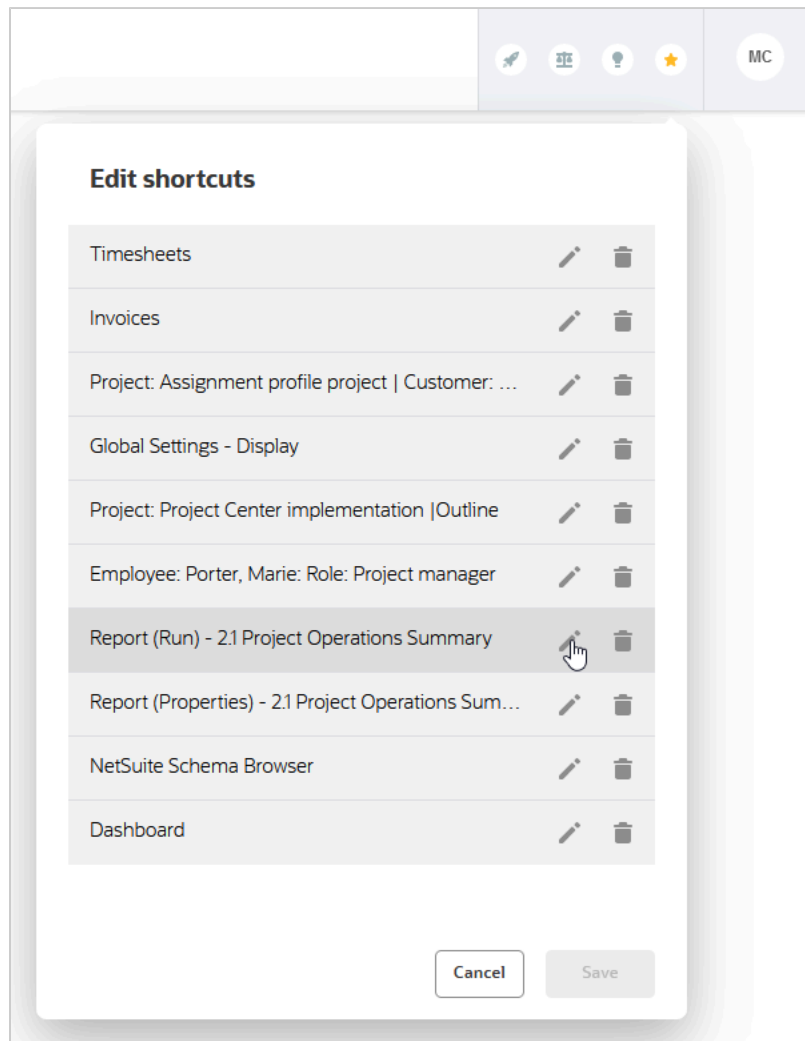 MC
Edit shortcuts
Timesheets
Invoices
Project: Assignment profile project | Customer: ...
Global Settings - Display
Project: Project Center implementation |Outline
Employee: Porter, Marie: Role: Project manager
Report (Run) - 2.1 Project Operations Summary
Report (Properties) - 2.1 Project Operations Sum...
NetSuite Schema Browser
Dashboard
Cancel
Save